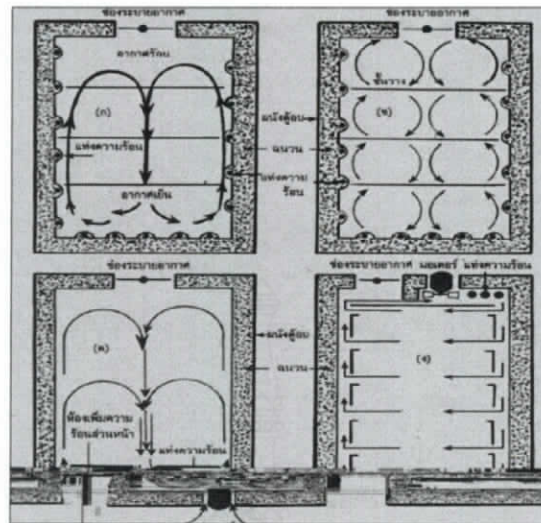 ช่องระบายอากาศ
อากาศร้อน
(ก)
แท่งความร้อน
อากาศเย็น
ช่องระบายอากาศ
ชั้นวาง
(ข)
ผนังตู้อบ
ฉนวน
แท่งความ
ร้อน
ช่องระบายอากาศ
(ค)
ห้องเพิ่มความ
ร้อนส่วนหน้า
แท่งความร้อน
ช่องระบายอากาศ มอเตอร์ แท่งความร้อน
ผนังตู้อบ
ฉนวน
(ง)